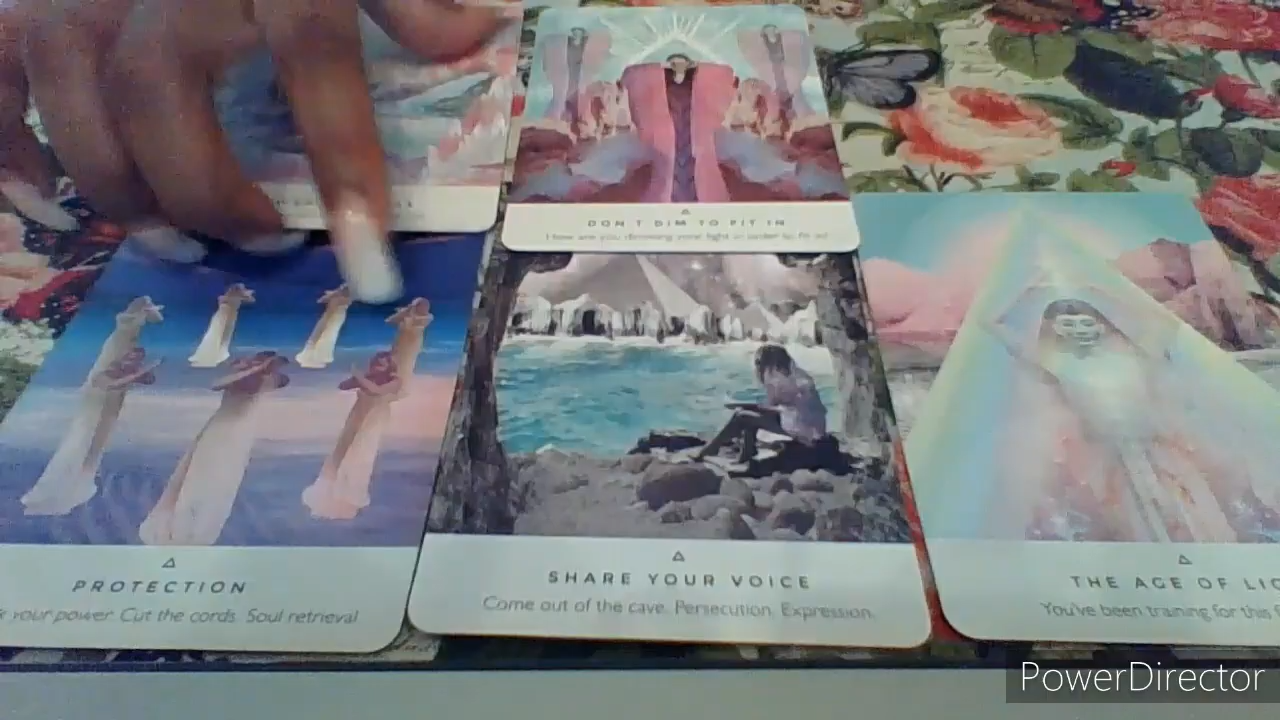 DON'T DIM TO FIT IN
How are you dimming your light in order to fit in?
PROTECTION
your power. Cut the cords. Soul retrieval
SHARE YOUR VOICE
Come out of the cave. Persecution. Expression.
THE AGE OF LIG
You've been training for this
PowerDirector